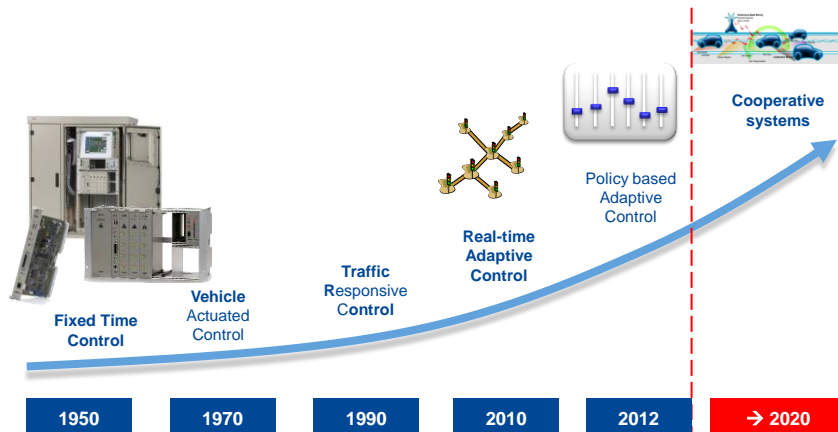 Cooperative
systems
Policy based
Adaptive
Control
Real-time
Adaptive
Control
Traffic
Responsive
Control
Vehicle
Actuated
Control
Fixed Time
Control
1950
1970
1990
2010
2012
→ 2020